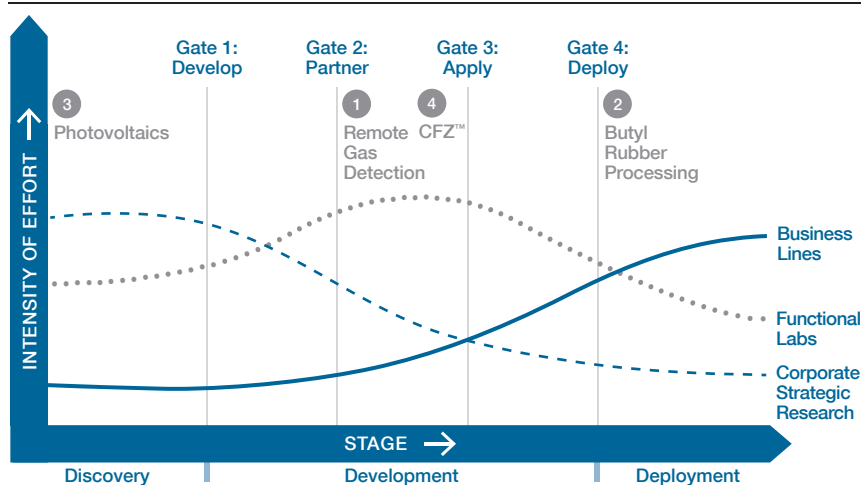 Gate 1:
Develop
Gate 2:
Partner
Gate 3:
Apply
Gate 4:
Deploy
3
Photovoltaics
1
Remote
Gas
Detection
4
CFZ™
2
Butyl
Rubber
Processing
INTENSITY OF EFFORT
Business
Lines
Functional
Labs
Corporate
Strategic
Research
STAGE
Discovery
Development
Deployment